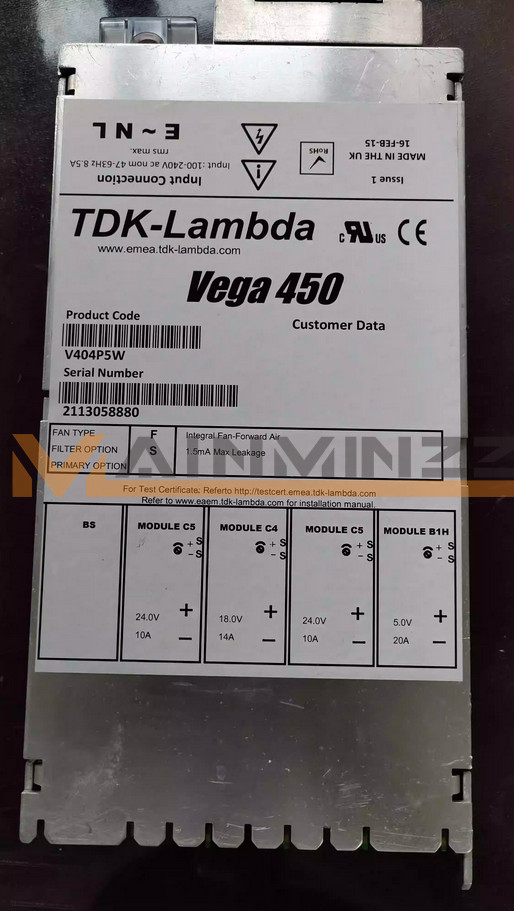 E ~ N L
rms max.
Input : 100-240V ac nom 47-63Hz 8.5A
Input Connection
RoHS
16-FEB-15
MADE IN THE UK
Issue 1
TDK-Lambda
www.emea.tdk-lambda.com
c RU US CE
Vega 450
Product Code
Customer Data
V404P5W
Serial Number
2113058880
FAN TYPE F Integral Fan-Forward Air
FILTER OPTION S 1.5mA Max Leakage
PRIMARY OPTION
MAINMINZZ
For Test Certificate: Referto http://testcert.emea.tdk-lambda.com
Refer to www.eaem.tdk-lambda.com for installation manual.
BS MODULE C5 MODULE C4 MODULE C5 MODULE B1H
+ S + S + S + S
- S - S - S - S
24.0V + 18.0V + 24.0V + 5.0V +
10A - 14A - 10A - 20A -